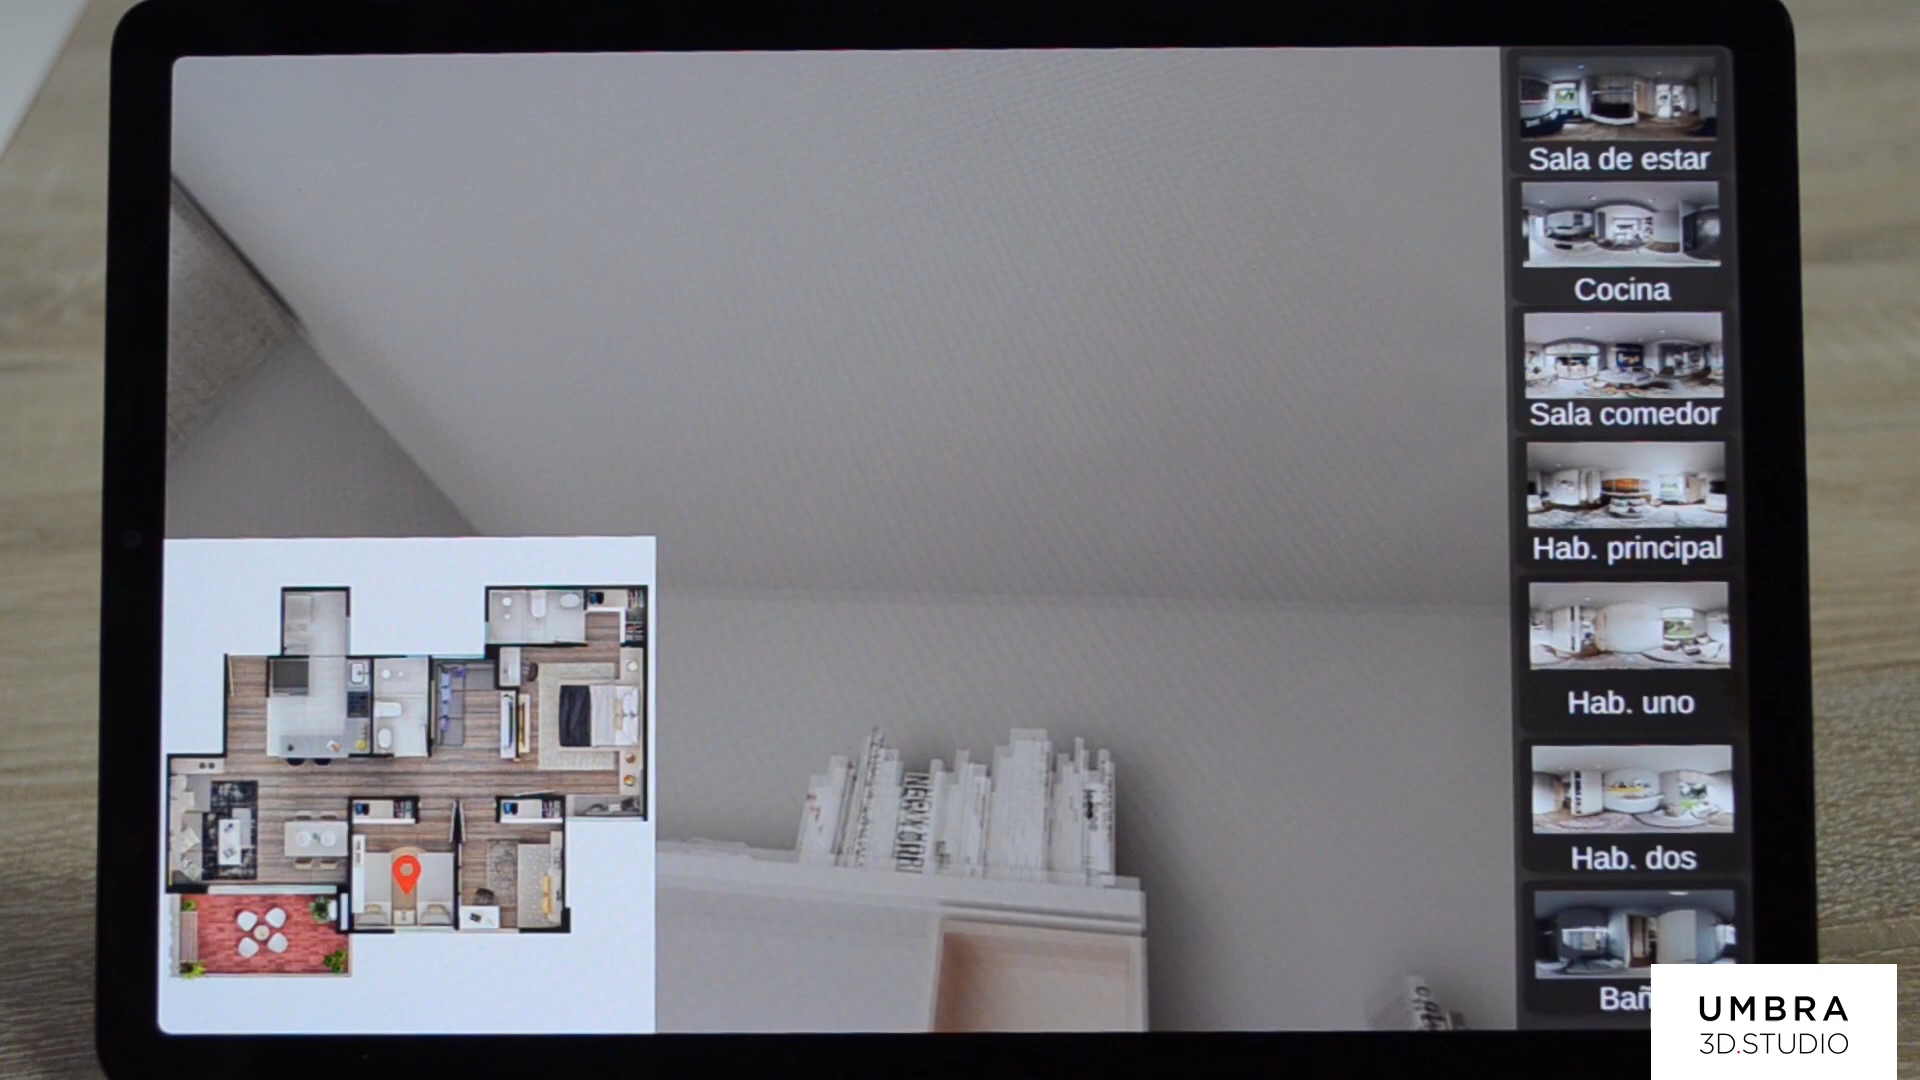 Sala de estar
Cocina
Sala comedor
Hab. principal
Hab. uno
Hab. dos
Bañ
UMBRA
3D.STUDIO